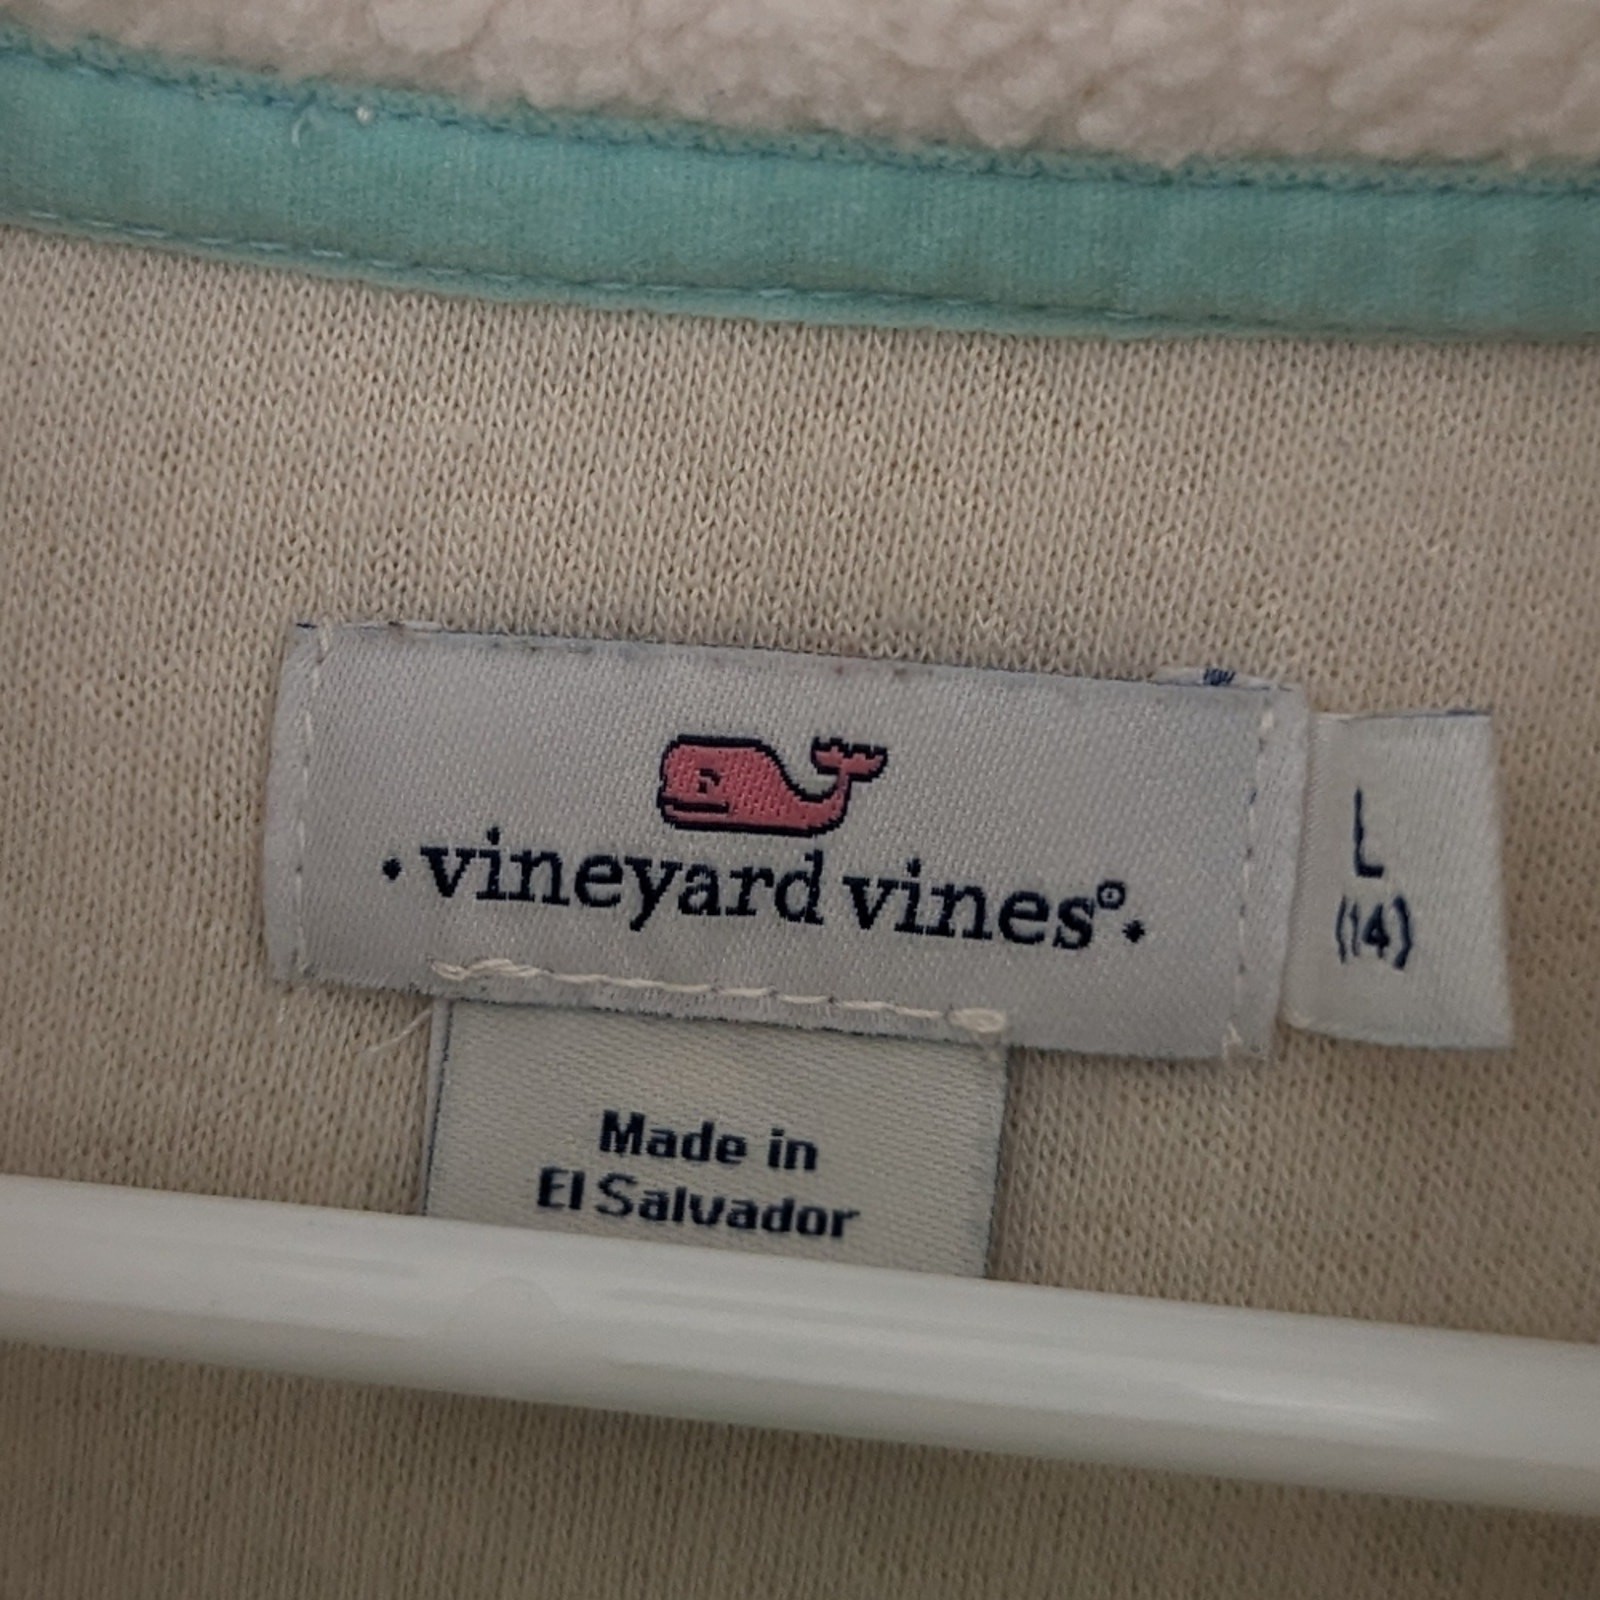 · vineyard vines® ·
L
(14)
Made in
El Salvador